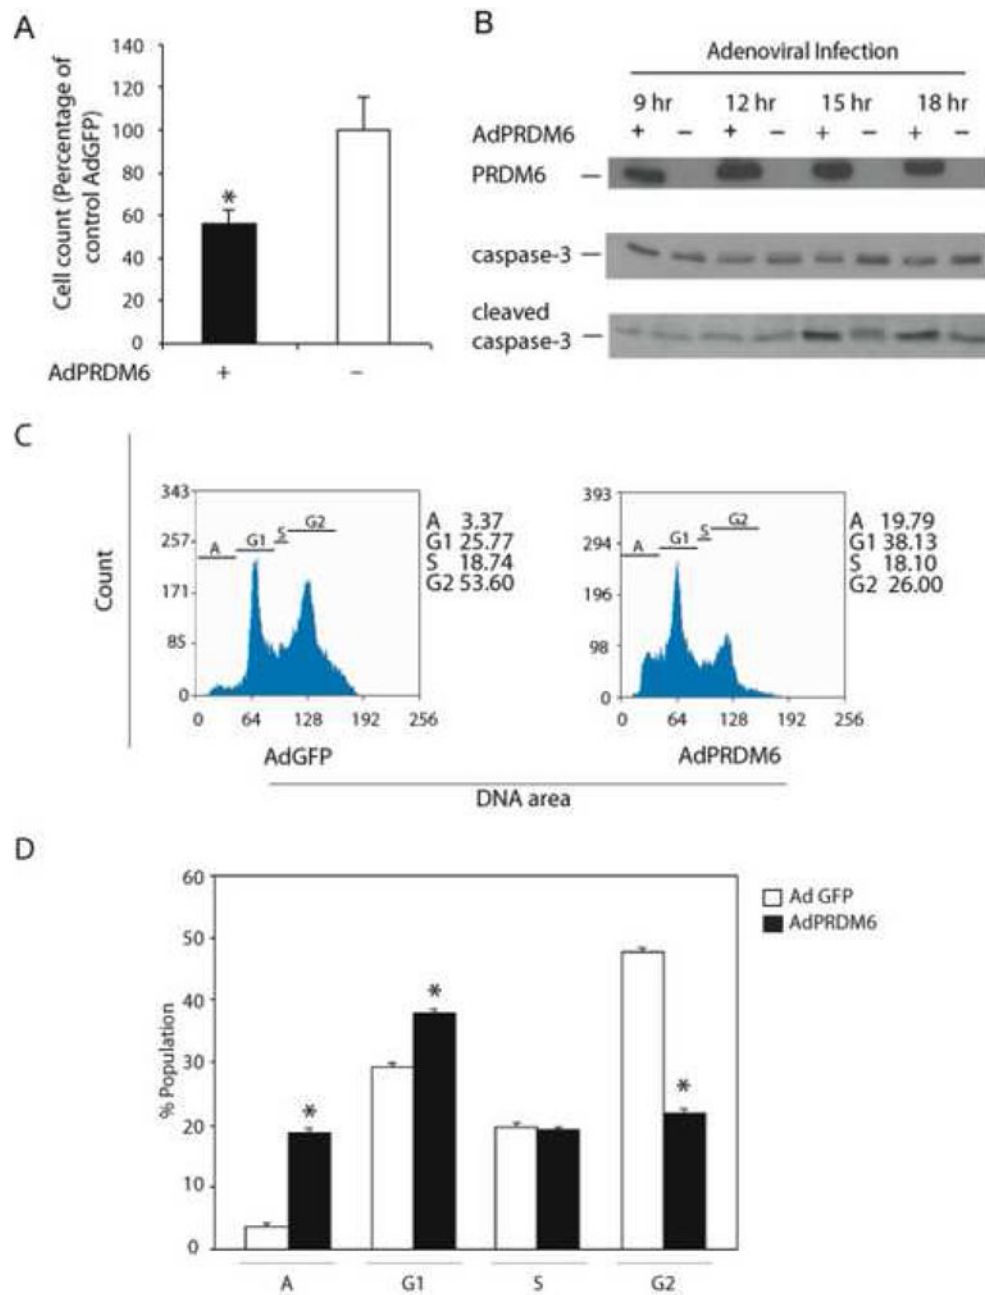 A
Cell count (Percentage of
control AdGFP)
140
120
100
80
60
40
20
0
*
AdPRDM6 + −
B
Adenoviral Infection
9 hr 12 hr 15 hr 18 hr
AdPRDM6 + − + − + − + −
PRDM6
caspase-3
cleaved
caspase-3
C
Count
343
257
171
85
0
A G1 S G2
0 64 128 192 256
A 3.37
G1 25.77
S 18.74
G2 53.60
AdGFP
393
294
196
98
0
A G1 S G2
0 64 128 192 256
A 19.79
G1 38.13
S 18.10
G2 26.00
AdPRDM6
DNA area
D
% Population
60
50
40
30
20
10
0
* * *
A G1 S G2
Ad GFP
AdPRDM6